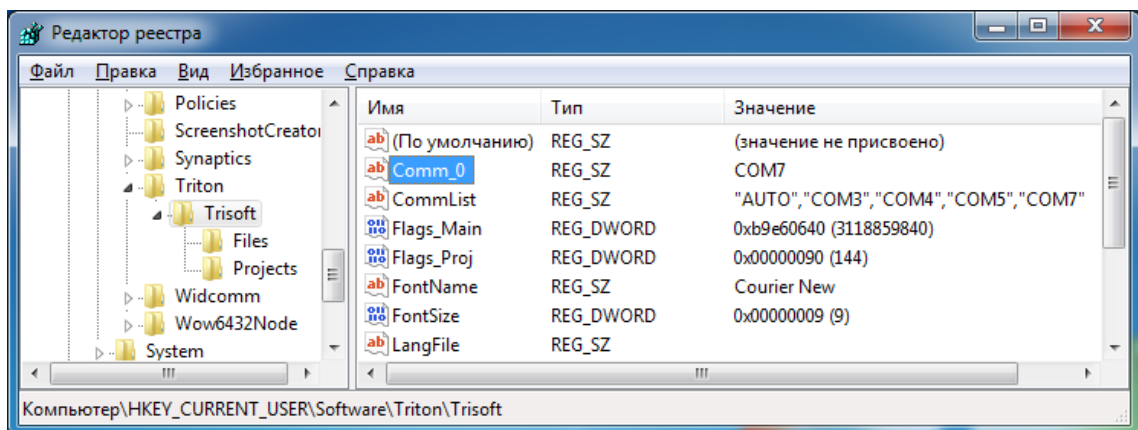 Редактор реестра
Файл Правка Вид Избранное Справка
Policies
ScreenshotCreator
Synaptics
Triton
Trisoft
Files
Projects
Widcomm
Wow6432Node
System
Имя Тип Значение
(По умолчанию) REG_SZ (значение не присвоено)
Comm_0 REG_SZ COM7
CommList REG_SZ "AUTO","COM3","COM4","COM5","COM7"
Flags_Main REG_DWORD 0xb9e60640 (3118859840)
Flags_Proj REG_DWORD 0x00000090 (144)
FontName REG_SZ Courier New
FontSize REG_DWORD 0x00000009 (9)
LangFile REG_SZ
Компьютер\HKEY_CURRENT_USER\Software\Triton\Trisoft